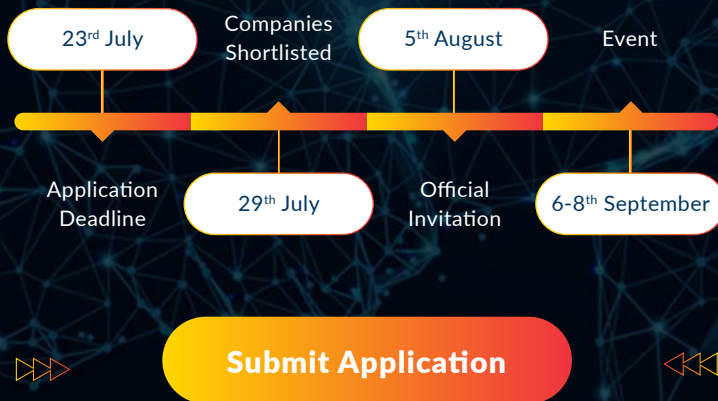 23rd July
Companies
Shortlisted
5th August
Event
Application
Deadline
29th July
Official
Invitation
6-8th September
Submit Application